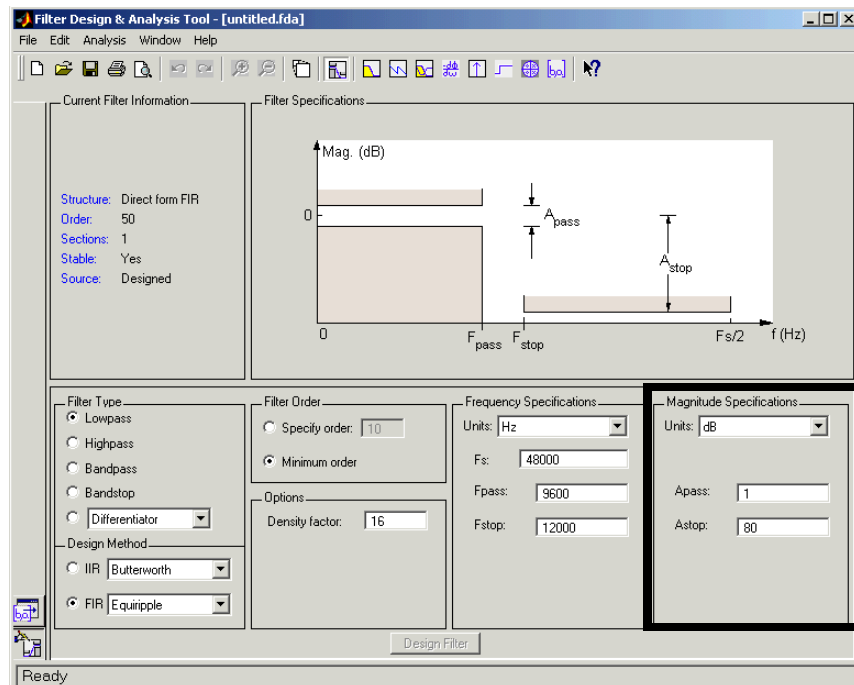 Filter Design & Analysis Tool - [untitled.fda]
File Edit Analysis Window Help
Current Filter Information
Structure: Direct form FIR
Order: 50
Sections: 1
Stable: Yes
Source: Designed
Filter Specifications
Mag. (dB)
0
Apass
Astop
0
Fpass
Fstop
Fs/2
f (Hz)
Filter Type
Lowpass
Highpass
Bandpass
Bandstop
Differentiator
Design Method
IIR Butterworth
FIR Equiripple
Filter Order
Specify order: 10
Minimum order
Options
Density factor: 16
Frequency Specifications
Units: Hz
Fs: 48000
Fpass: 9600
Fstop: 12000
Magnitude Specifications
Units: dB
Apass: 1
Astop: 80
Design Filter
Ready